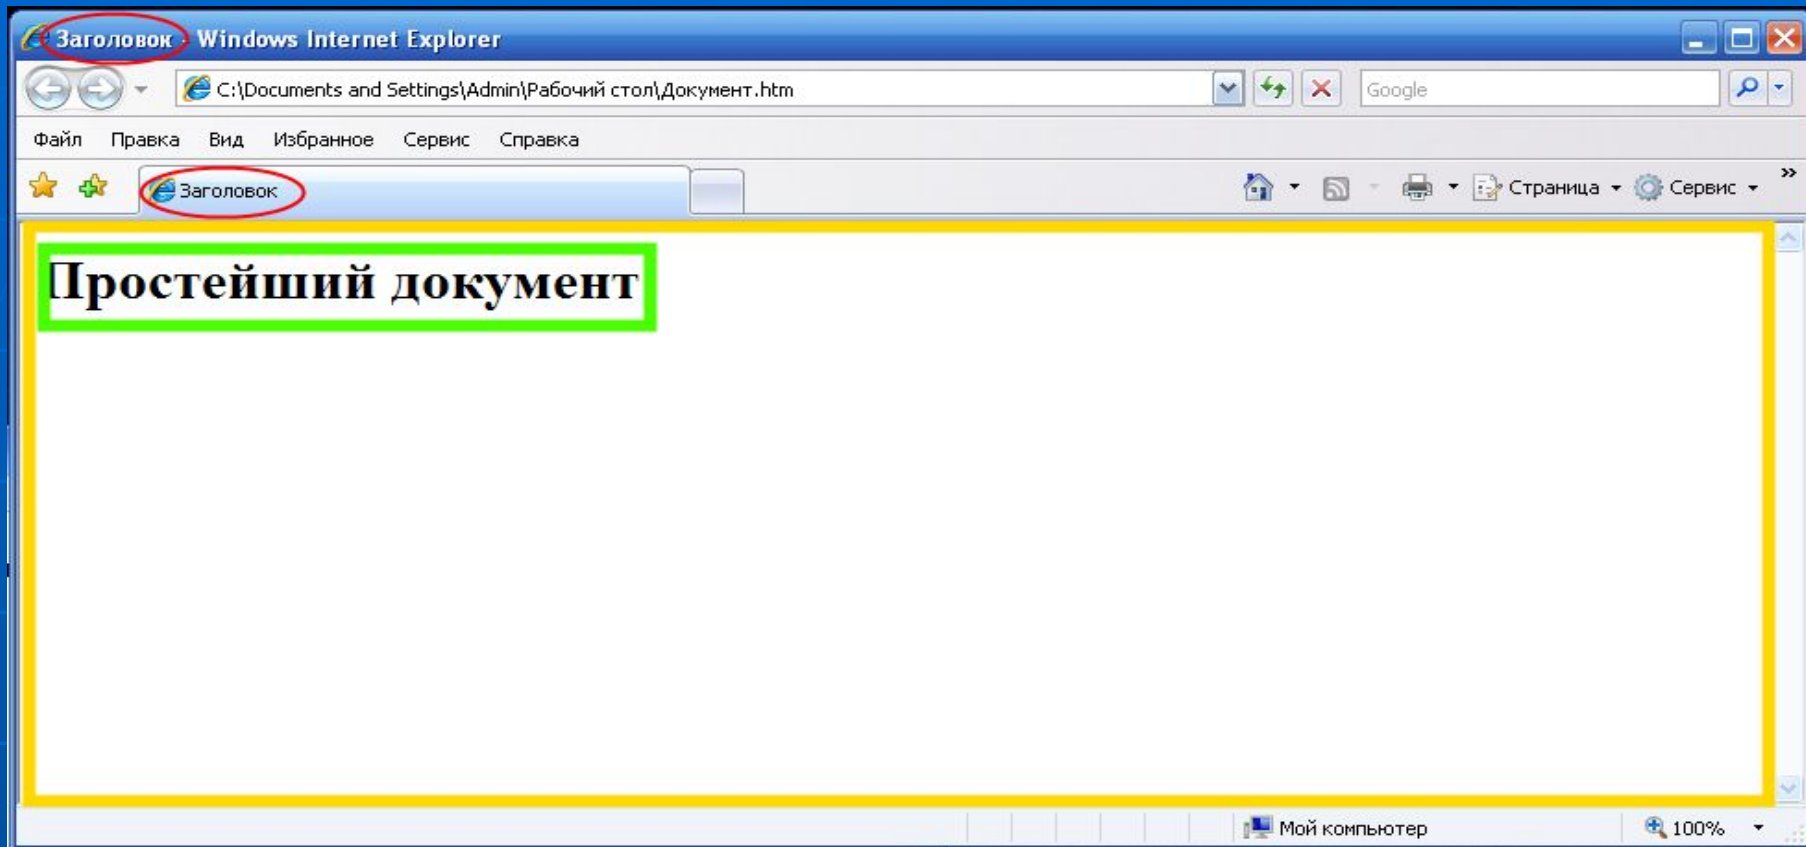 Заголовок - Windows Internet Explorer
C:\Documents and Settings\Admin\Рабочий стол\Документ.htm
Google
Файл Правка Вид Избранное Сервис Справка
Заголовок
Страница Сервис »
Простейший документ
Мой компьютер
100%